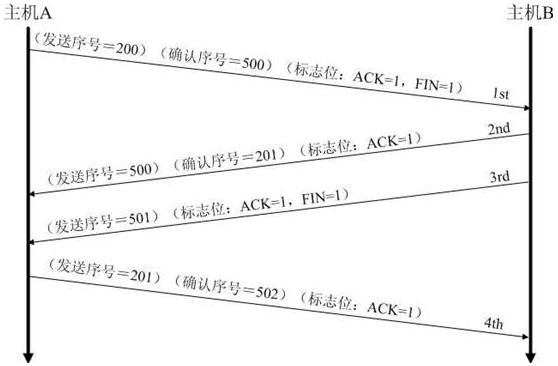 主机A
主机B
(发送序号＝200)(确认序号＝500)(标志位：ACK=1，FIN=1)
1st
2nd
(发送序号＝500)(确认序号＝201)(标志位：ACK=1)
3rd
(发送序号＝501)(标志位：ACK=1，FIN=1)
(发送序号＝201)(确认序号＝502)(标志位：ACK=1)
4th